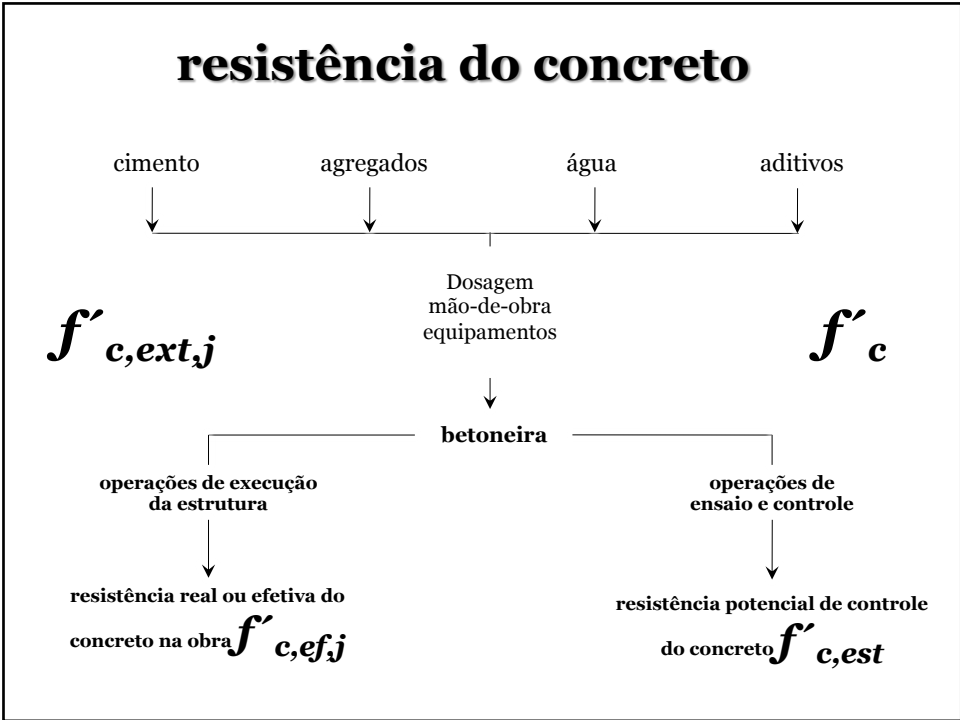 resistência do concreto
cimento agregados água aditivos
Dosagem
mão-de-obra
equipamentos
f´c,ext,j
f´c
betoneira
operações de execução
da estrutura
operações de
ensaio e controle
resistência real ou efetiva do
concreto na obra f´c,ef,j
resistência potencial de controle
do concreto f´c,est